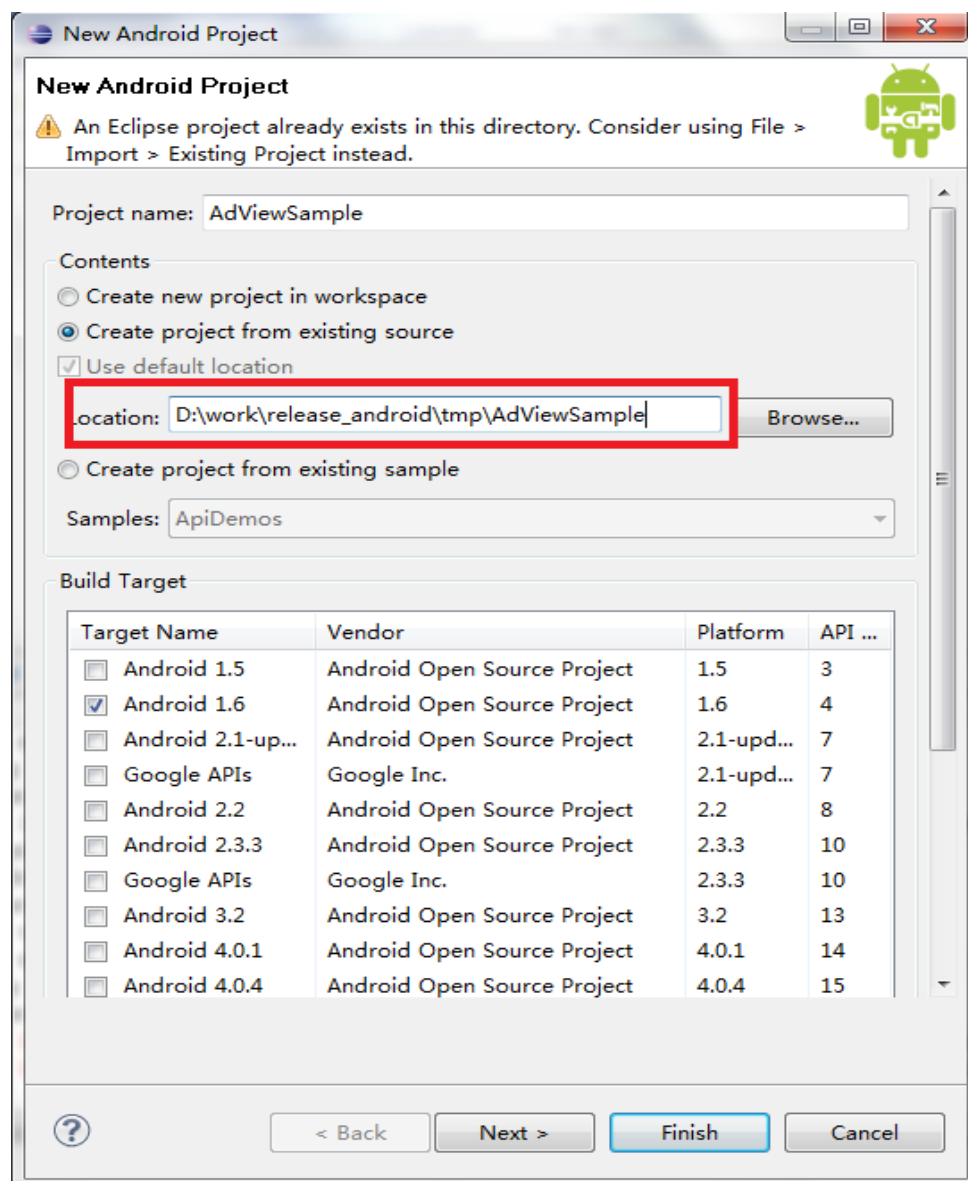 New Android Project
New Android Project
An Eclipse project already exists in this directory. Consider using File >
Import > Existing Project instead.
Project name: AdViewSample
Contents
Create new project in workspace
Create project from existing source
Use default location
Location: D:\work\release_android\tmp\AdViewSample Browse...
Create project from existing sample
Samples: ApiDemos
Build Target
Target Name Vendor Platform API ...
Android 1.5 Android Open Source Project 1.5 3
Android 1.6 Android Open Source Project 1.6 4
Android 2.1-up... Android Open Source Project 2.1-upd... 7
Google APIs Google Inc. 2.1-upd... 7
Android 2.2 Android Open Source Project 2.2 8
Android 2.3.3 Android Open Source Project 2.3.3 10
Google APIs Google Inc. 2.3.3 10
Android 3.2 Android Open Source Project 3.2 13
Android 4.0.1 Android Open Source Project 4.0.1 14
Android 4.0.4 Android Open Source Project 4.0.4 15
? < Back Next > Finish Cancel